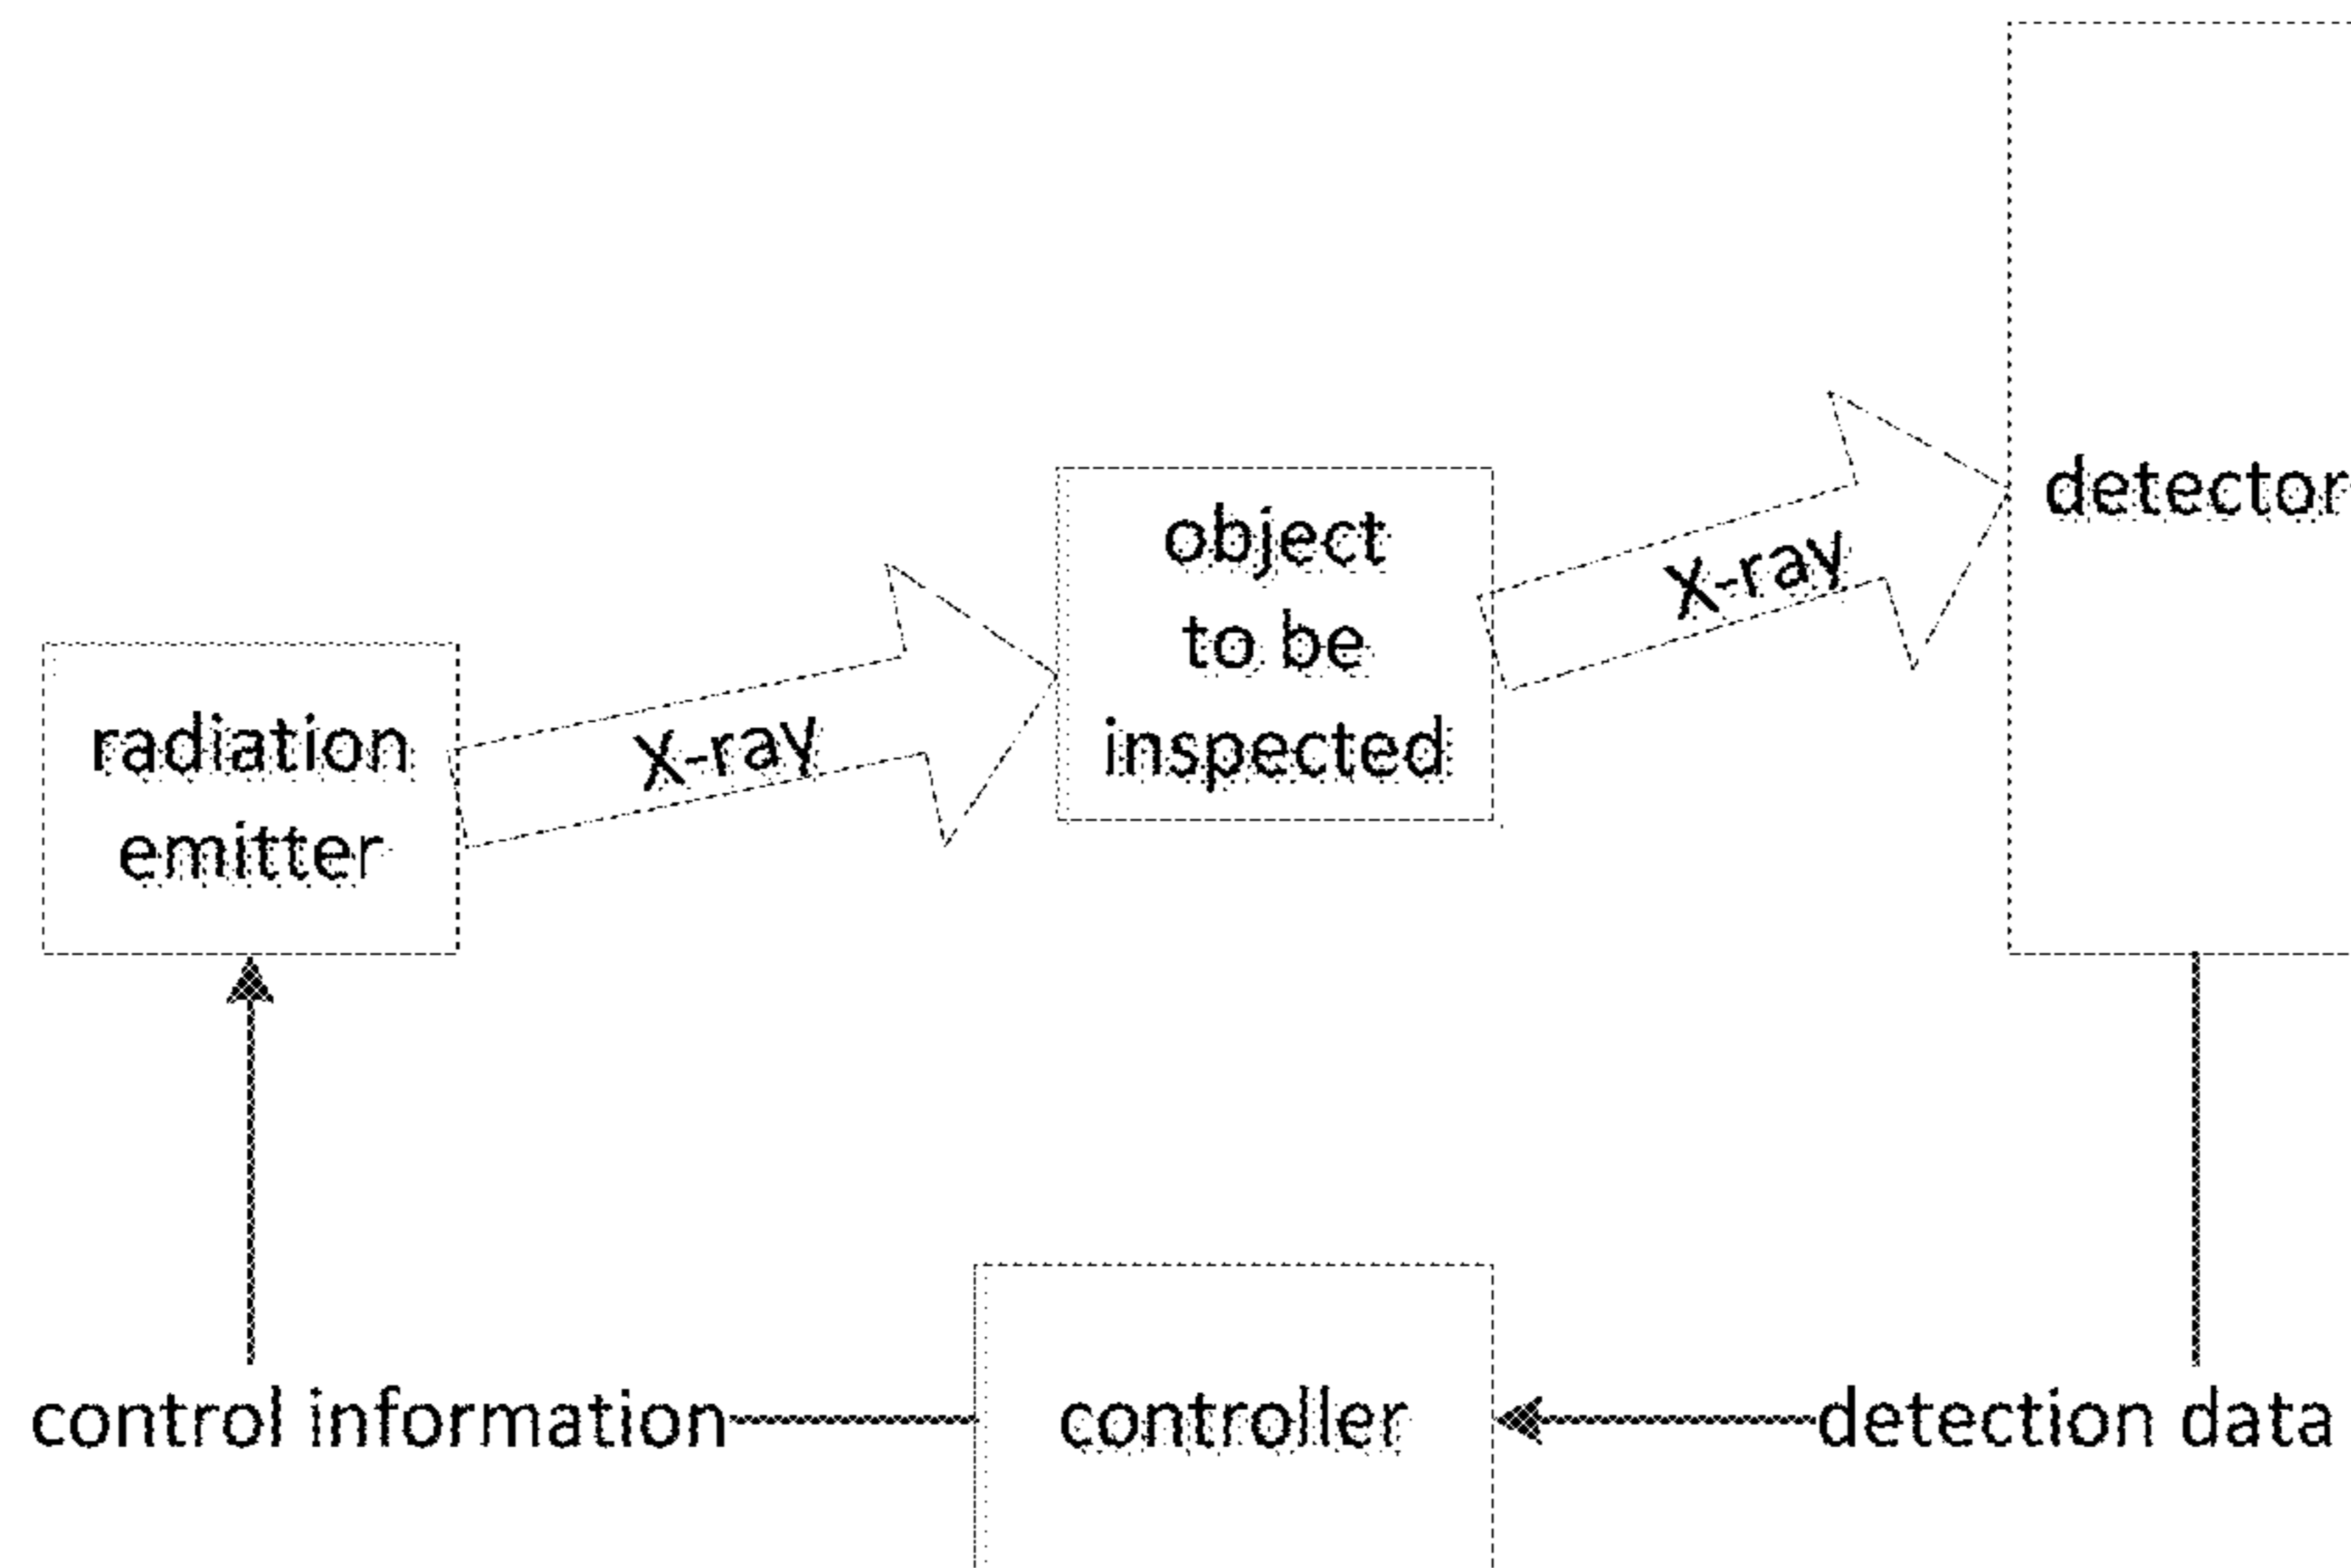 detector
object
to be
inspected
X-ray
radiation
emitter
X-ray
control information
controller
detection data